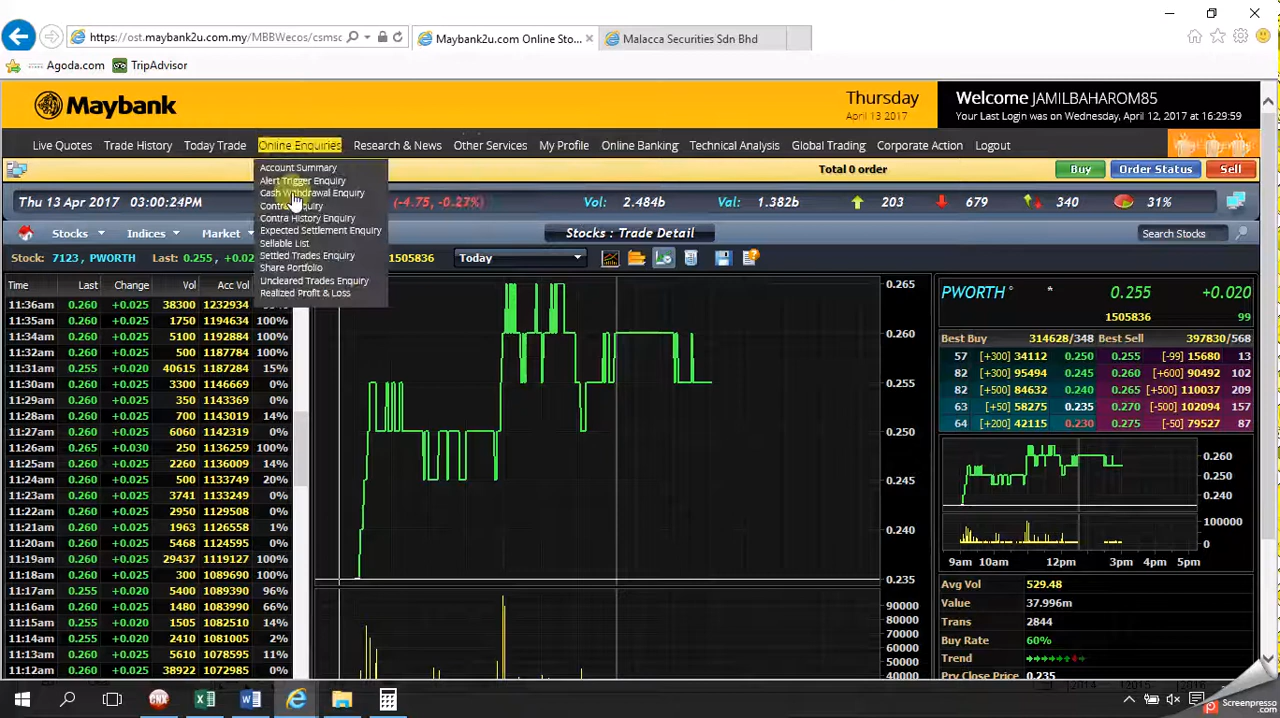 https://ost.maybank2u.com.my/MBBWecos/csmsc
Maybank2u.com Online Sto...
Malacca Securities Sdn Bhd
Agoda.com
TripAdvisor
Maybank
Thursday
April 13 2017
Welcome JAMILBAHAROM85
Your Last Login was on Wednesday, April 12, 2017 16:29:59
Live Quotes Trade History Today Trade Online Enquiries Research & News Other Services My Profile Online Banking Technical Analysis Global Trading Corporate Action Logout
Total 0 order
Buy Order Status Sell
Account Summary
Alert Trigger Enquiry
Cash Withdrawal Enquiry
Contra Enquiry
Contra History Enquiry
Expected Settlement Enquiry
Sellable List
Settled Trades Enquiry
Share Portfolio
Uncleared Trades Enquiry
Realized Profit & Loss
Thu 13 Apr 2017 03:00:24PM
(-4.75, -0.27%) Vol: 2.484b Vol: 1.382b 203 679 340 31%
Stocks Indices Market
Stocks : Trade Detail
Search Stocks
Stock: 7123, PWORTH Last: 0.255, +0.02
1505836
Today
Time Last Change Vol Acc Vol
11:36am 0.260 +0.025 38300 1232934
11:35am 0.260 +0.025 1750 1194634 100%
11:34am 0.260 +0.025 5100 1192884 100%
11:32am 0.260 +0.025 500 1187784 100%
11:31am 0.255 +0.020 40615 1187284 15%
11:30am 0.260 +0.025 3300 1146669 0%
11:29am 0.260 +0.025 350 1143369 0%
11:28am 0.260 +0.025 700 1143019 14%
11:27am 0.260 +0.025 6060 1142319 0%
11:26am 0.265 +0.030 250 1136259 100%
11:25am 0.260 +0.025 2260 1136009 14%
11:24am 0.260 +0.025 500 1133749 20%
11:23am 0.260 +0.025 3741 1133249 0%
11:22am 0.260 +0.025 2950 1129508 0%
11:21am 0.260 +0.025 1963 1126558 1%
11:20am 0.260 +0.025 5468 1124595 0%
11:19am 0.260 +0.025 29437 1119127 100%
11:18am 0.260 +0.025 300 1089690 100%
11:17am 0.255 +0.020 5400 1089390 96%
11:16am 0.260 +0.025 1480 1083990 66%
11:15am 0.255 +0.020 1505 1082510 14%
11:14am 0.255 +0.020 2410 1081005 2%
11:13am 0.260 +0.025 5610 1078595 11%
11:12am 0.260 +0.025 38922 1072985 0%
0.265
0.260
0.255
0.250
0.245
0.240
0.235
90000
80000
70000
60000
50000
40000
PWORTH * 0.255 +0.020
1505836 99
Best Buy 314628/348 Best Sell 397830/568
57 [+300] 34112 0.250 0.255 [-99] 15680 13
82 [+300] 95494 0.245 0.260 [+600] 90492 102
82 [+500] 84632 0.240 0.265 [+500] 110037 209
63 [+50] 58275 0.235 0.270 [-500] 102094 157
64 [+200] 42115 0.230 0.275 [-50] 79527 87
0.260
0.250
0.240
100000
0
9am 10am 12pm 3pm 4pm 5pm
Avg Vol 529.48
Value 37.996m
Trans 2844
Buy Rate 60%
Trend
Prv Close Price 0.235
2014 2015 2016
Screenpresso
.com